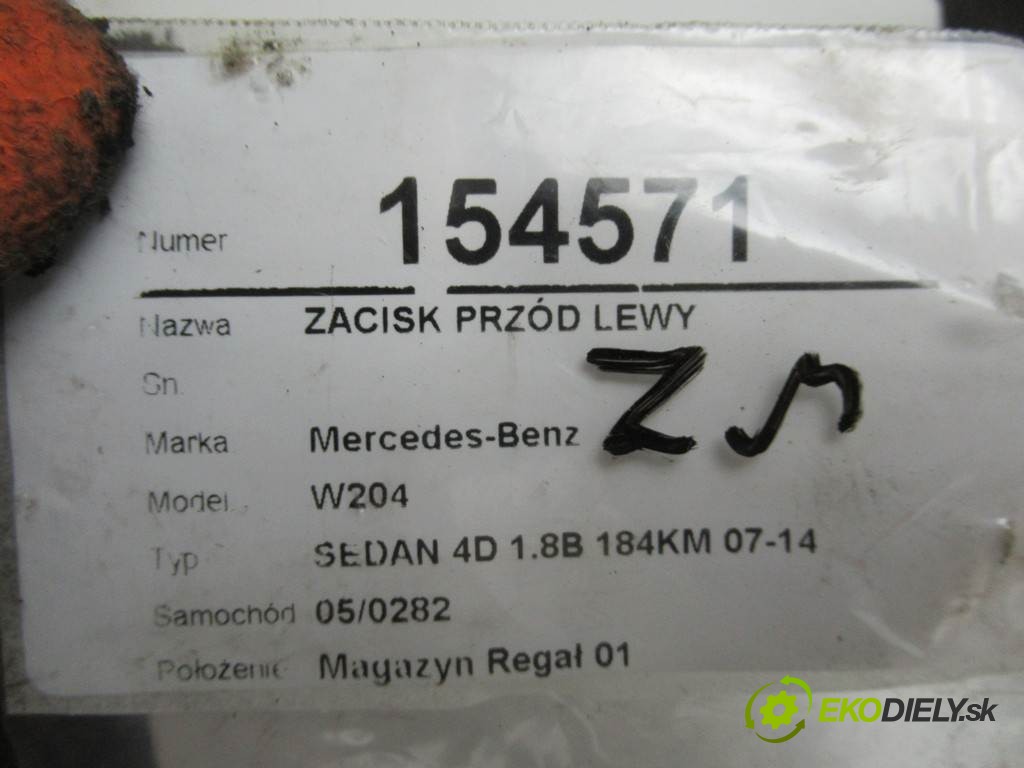 Numer 154571
Nazwa ZACISK PRZÓD LEWY
Sn.
Marka Mercedes-Benz
Model. W204
Typ SEDAN 4D 1.8B 184KM 07-14
Samochód 05/0282
Położenie Magazyn Regał 01
EKODIELY.sk